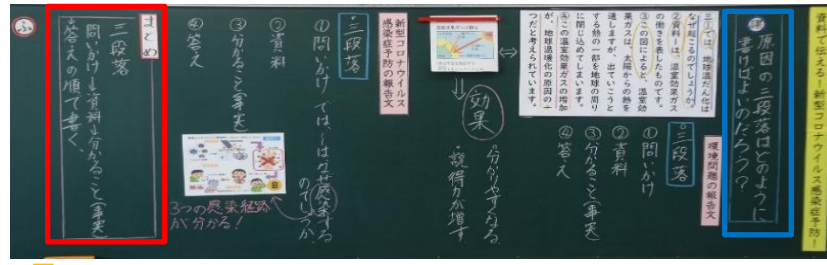 資料で伝える!新型コロナウイルス感染症予防!
原因の三段落はどのように
書けばよいのだろう?
環境問題の報告文
三段落
①問いかけ
②資料
③分かること(事実)
④答え
三①では、地球温だん化は
なぜ起こるのでしょうか。
②資料一は、温室効果ガス
の働きを表したものです。
③この図によると、温室効
果ガスは、太陽からの熱を
通しますが、出ていこうと
する熱の一部を地球の周り
に閉じ込めてしまいます。
④この温室効果ガスの増加
が、地球温暖化の原因の一
つだと考えられています。
効果
・分かりやすくなる
・説得力が増す
新型コロナウイルス
感染症予防の報告文
三段落
①問いかけ では、〜はなぜ感染する
のでしょうか。
②資料
③分かること(事実)
④答え
3つの感染経路
が分かる!
まとめ
三段落
問いかけ→資料→分かること(事実)
→答えの順で書く。
ふ